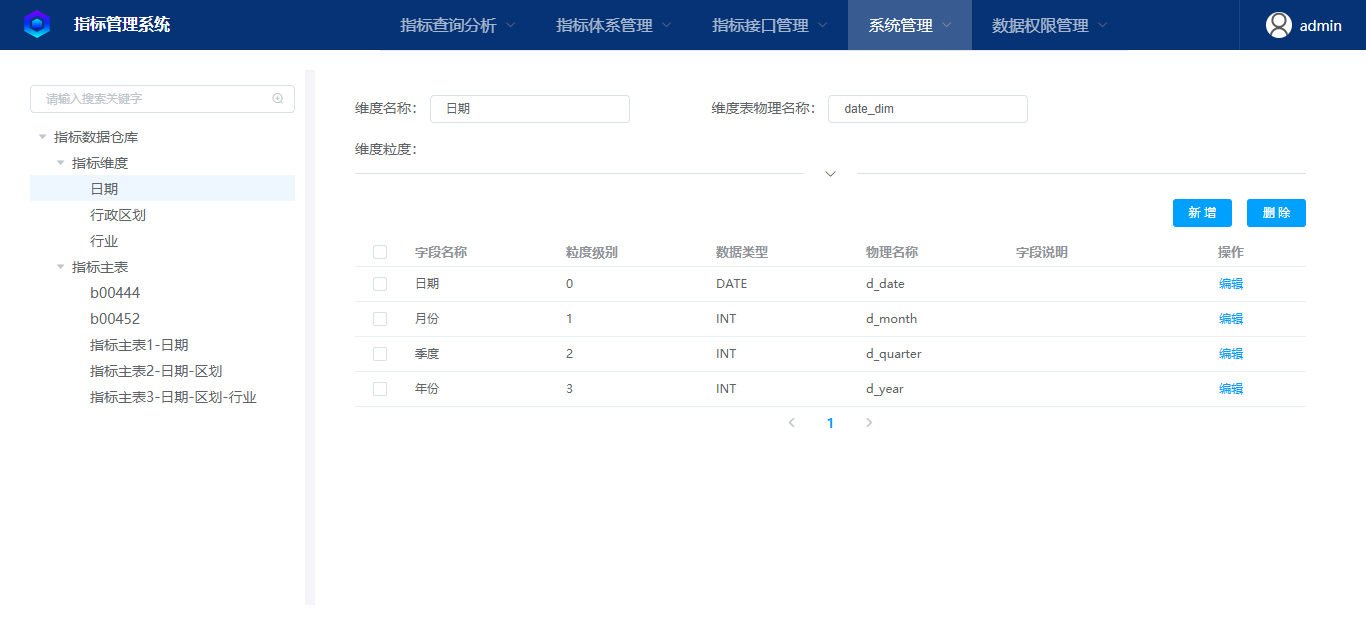 指标管理系统 指标查询分析 指标体系管理 指标接口管理 系统管理 数据权限管理 admin
请输入搜索关键字
指标数据仓库
指标维度
日期
行政区划
行业
指标主表
b00444
b00452
指标主表1-日期
指标主表2-日期-区划
指标主表3-日期-区划-行业
维度名称： 日期 维度表物理名称： date_dim
维度粒度：
新增 删除
字段名称 粒度级别 数据类型 物理名称 字段说明 操作
日期 0 DATE d_date 编辑
月份 1 INT d_month 编辑
季度 2 INT d_quarter 编辑
年份 3 INT d_year 编辑
1